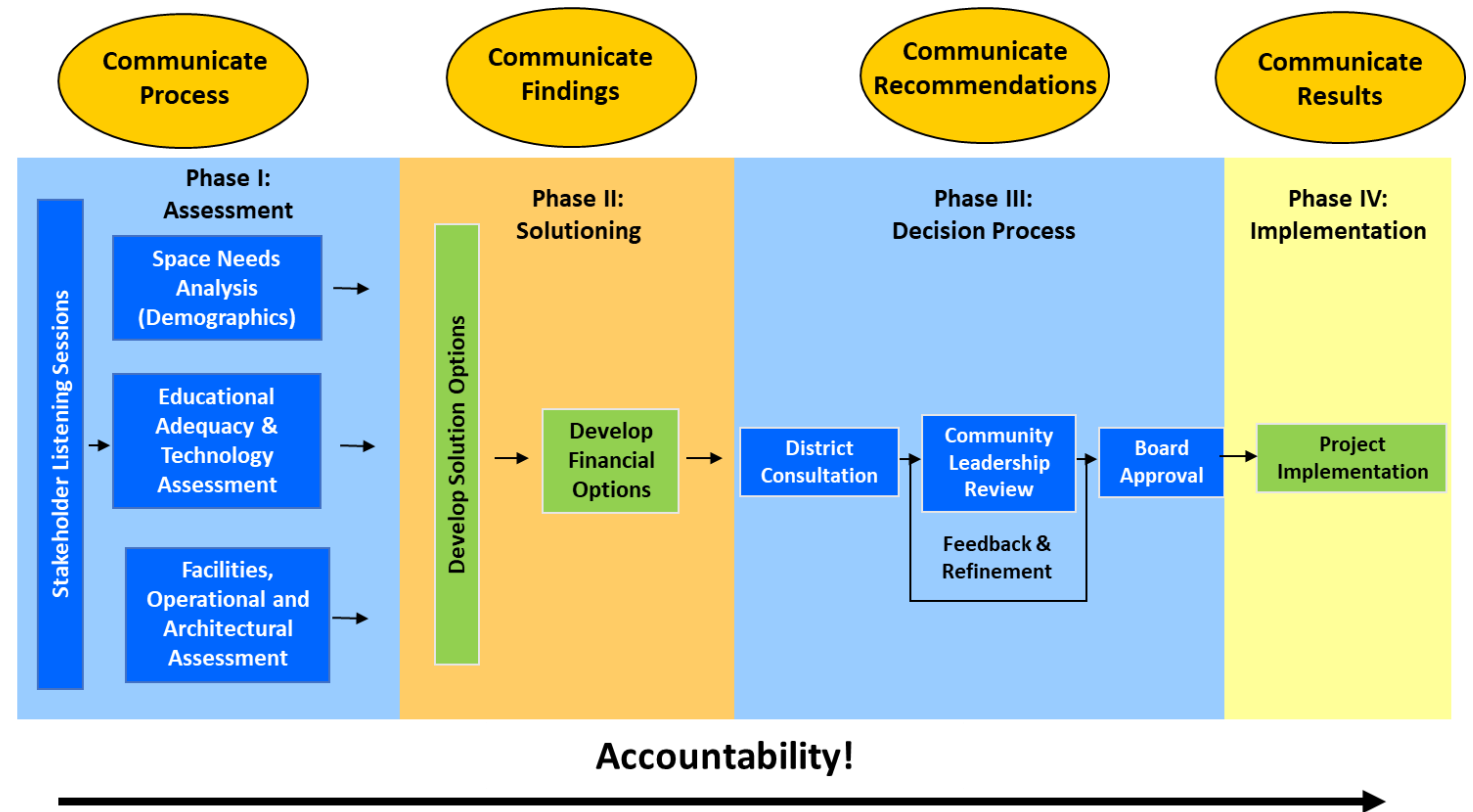 Communicate
Process
Communicate
Findings
Communicate
Recommendations
Communicate
Results
Phase I:
Assessment
Phase II:
Solutioning
Phase III:
Decision Process
Phase IV:
Implementation
Stakeholder Listening Sessions
Space Needs
Analysis
(Demographics)
Educational
Adequacy &
Technology
Assessment
Facilities,
Operational and
Architectural
Assessment
Develop Solution Options
Develop
Financial
Options
District
Consultation
Community
Leadership
Review
Feedback &
Refinement
Board
Approval
Project
Implementation
Accountability!